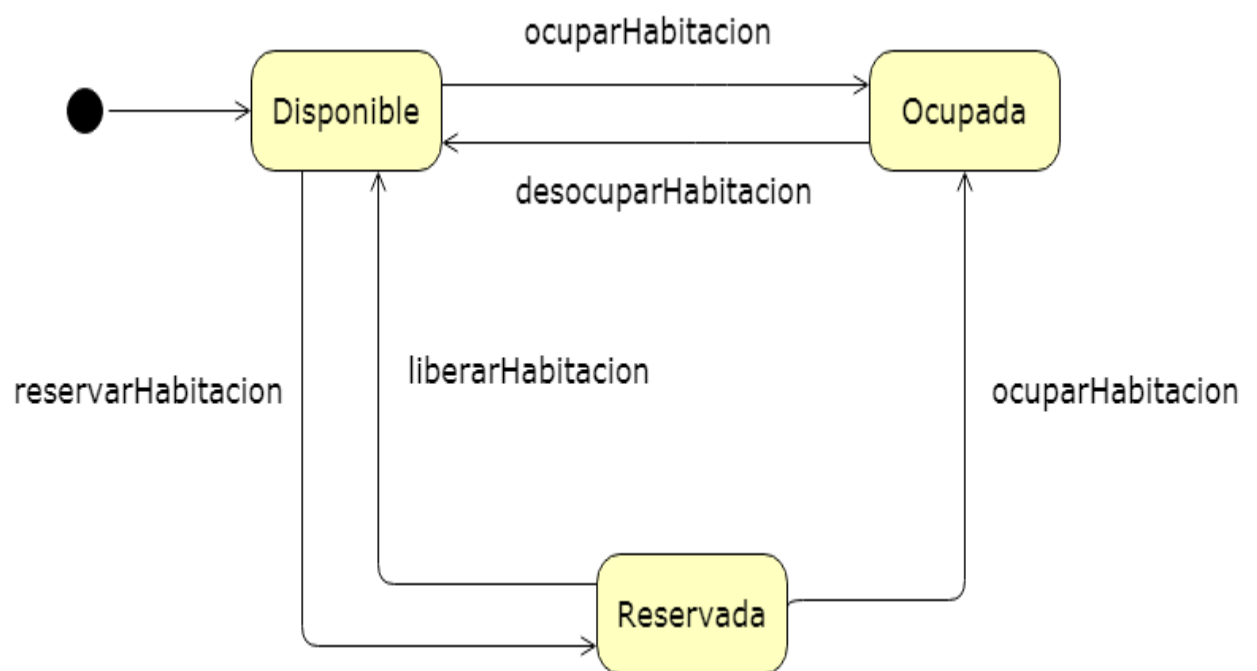 ocuparHabitacion
Disponible
Ocupada
desocuparHabitacion
liberarHabitacion
reservarHabitacion
ocuparHabitacion
Reservada